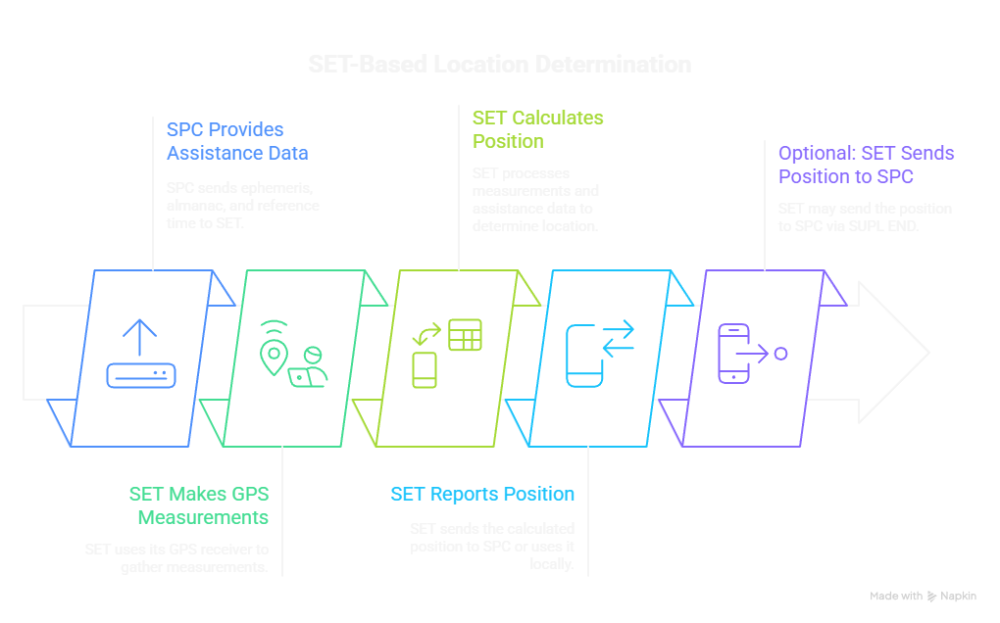 SET-Based Location Determination
SPC Provides
Assistance Data
SPC sends ephemeris,
almanac, and reference
time to SET.
SET Calculates
Position
SET processes
measurements and
assistance data to
determine location.
Optional: SET Sends
Position to SPC
SET may send the position
to SPC via SUPL END.
SET Makes GPS
Measurements
SET uses its GPS receiver to
gather measurements.
SET Reports Position
SET sends the calculated
position to SPC or uses it
locally.
Made with Napkin